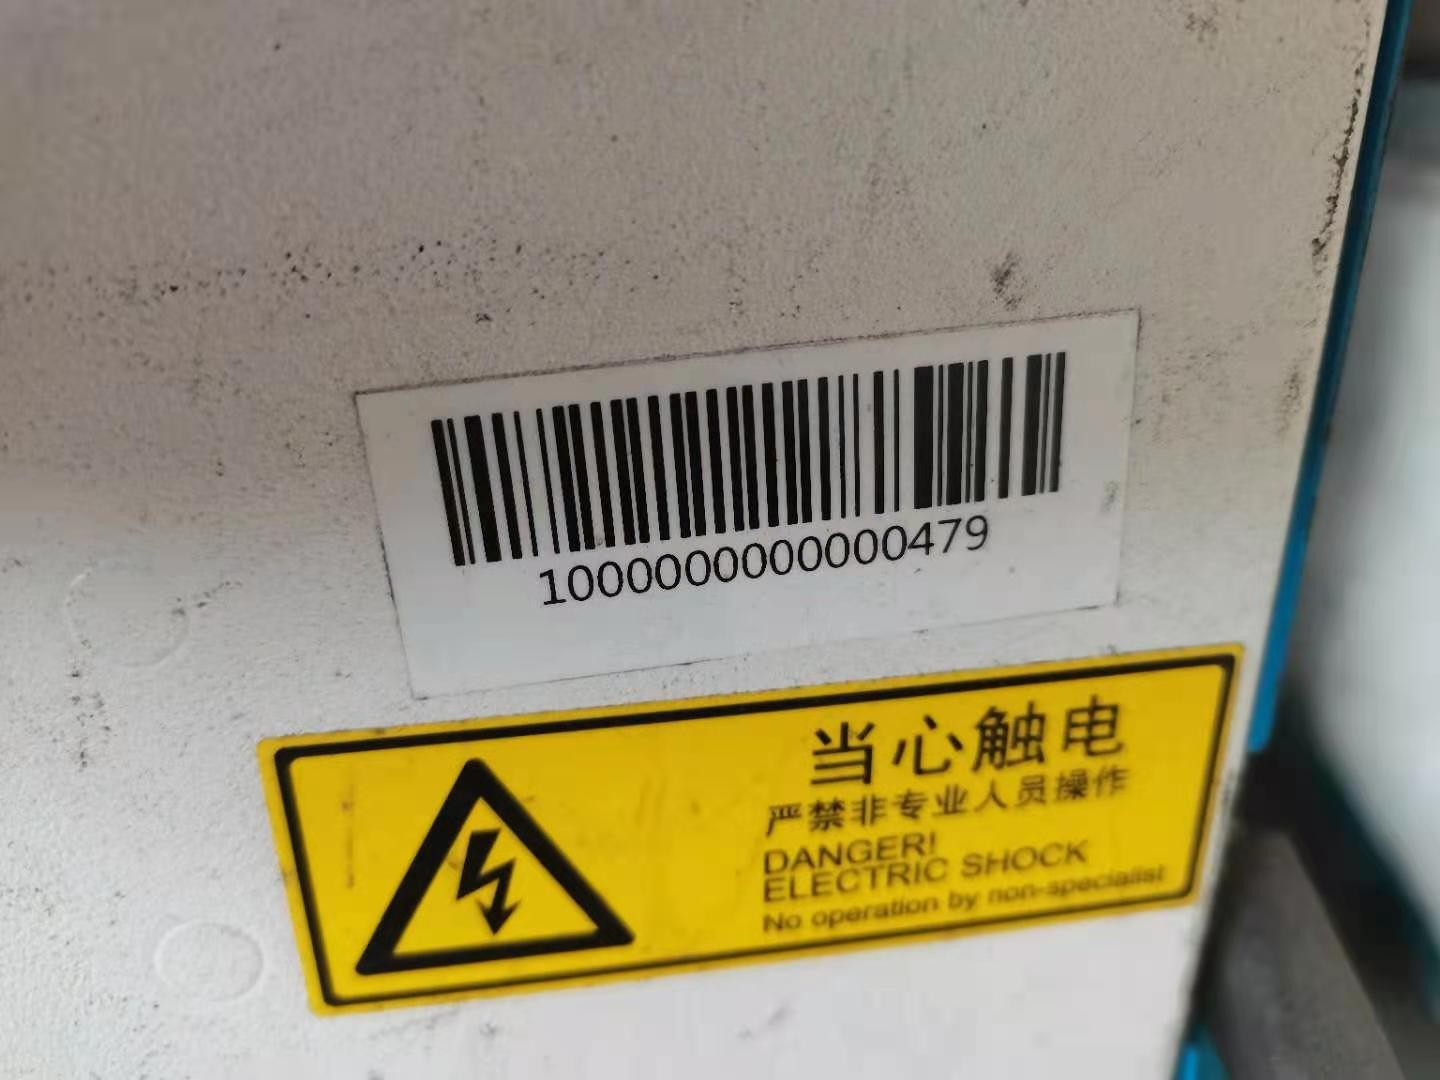 1000000000000479
当心触电
严禁非专业人员操作
DANGER!
ELECTRIC SHOCK
No operation by non-specialist